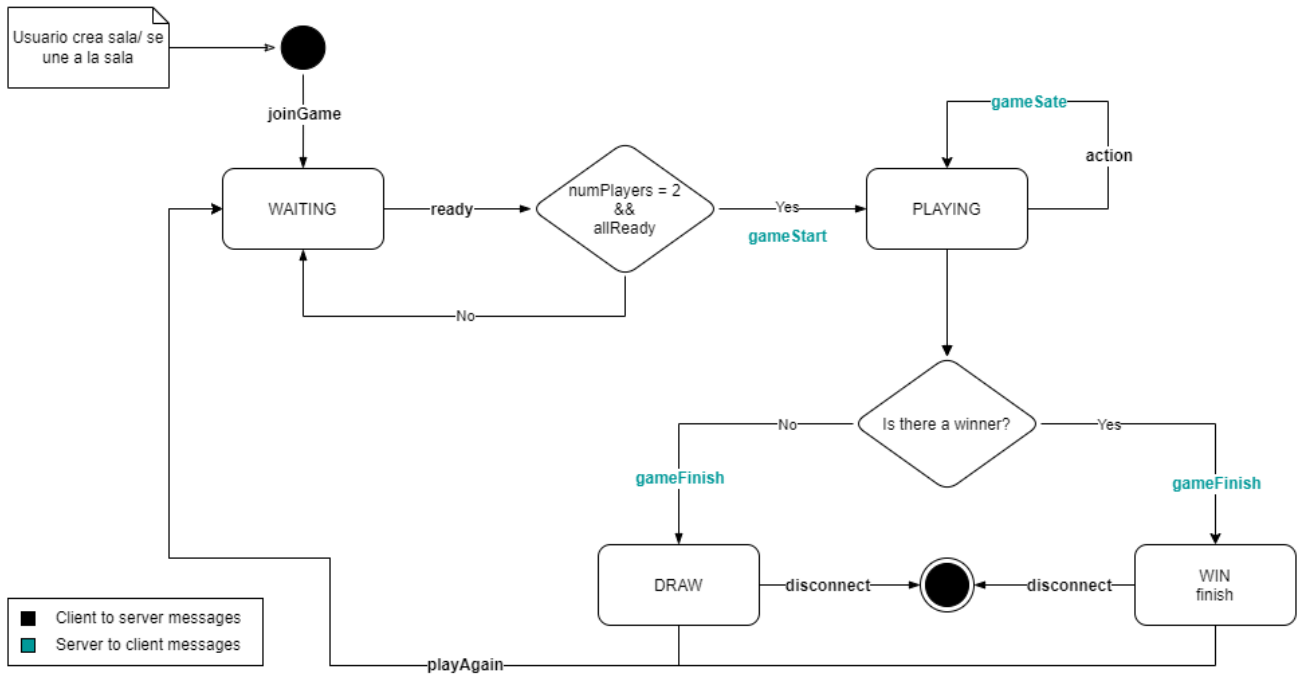 Usuario crea sala/ se
une a la sala
joinGame
gameSate
action
WAITING
ready
numPlayers = 2
&&
allReady
Yes
gameStart
PLAYING
No
Is there a winner?
No
Yes
gameFinish
gameFinish
DRAW
disconnect
disconnect
WIN
finish
Client to server messages
Server to client messages
playAgain